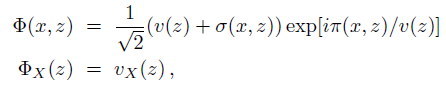 Φ(x, z) = 1/√2 (v(z) + σ(x, z)) exp[iπ(x, z)/v(z)]
Φ_X(z) = v_X(z) ,